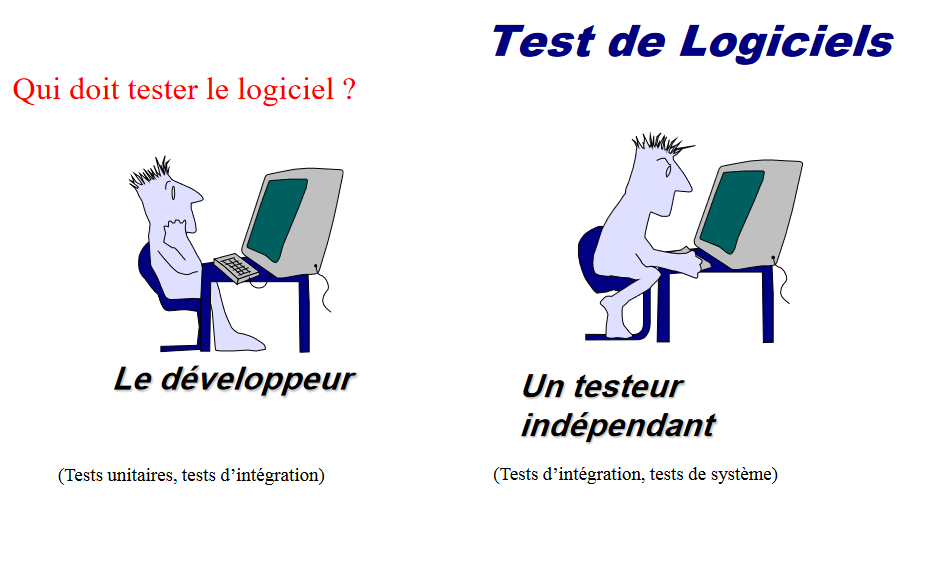 Test de Logiciels
Qui doit tester le logiciel ?
Le développeur
Un testeur
indépendant
(Tests unitaires, tests d’intégration)
(Tests d’intégration, tests de système)